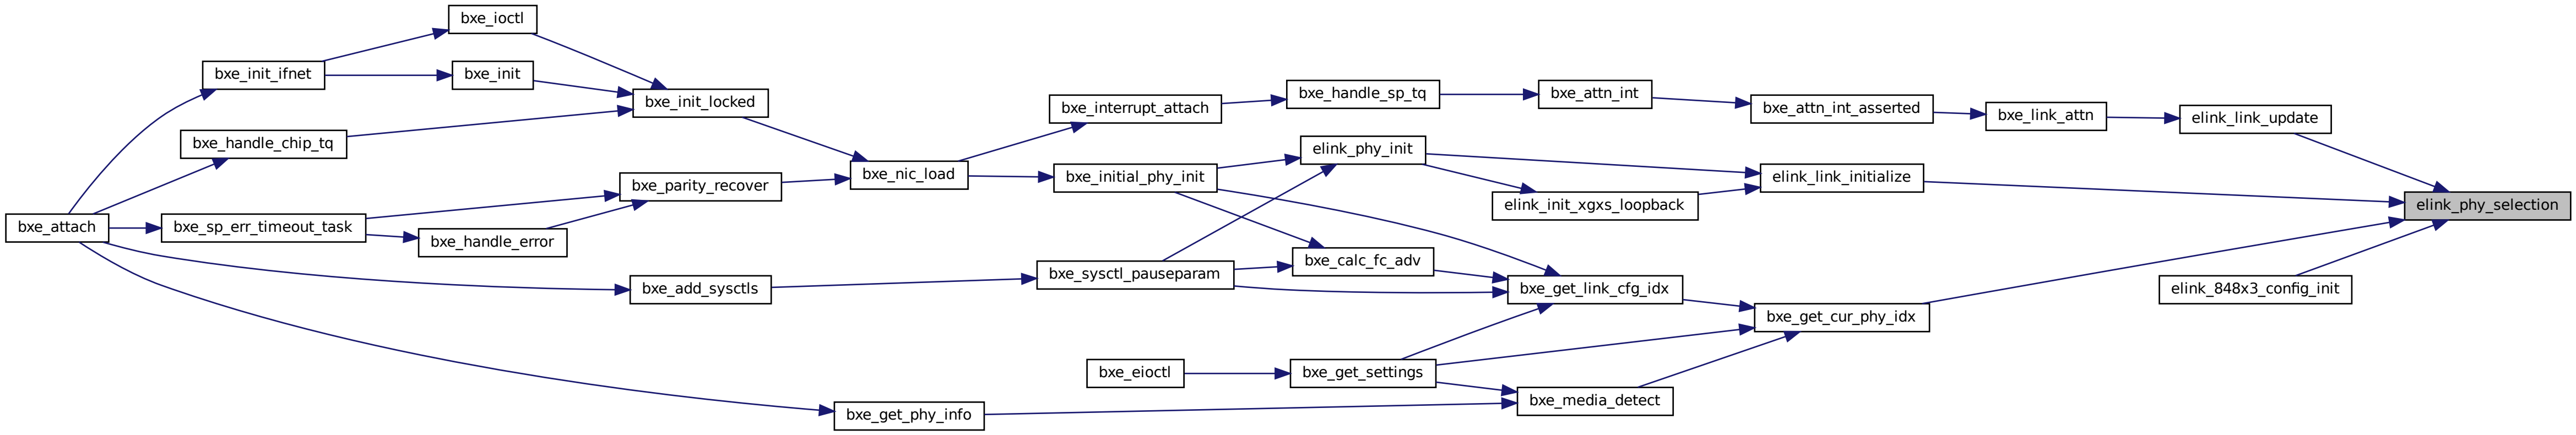 bxe_ioctl
bxe_init_ifnet
bxe_init
bxe_init_locked
bxe_handle_chip_tq
bxe_interrupt_attach
bxe_handle_sp_tq
bxe_attn_int
bxe_attn_int_asserted
bxe_link_attn
elink_link_update
elink_phy_init
bxe_nic_load
bxe_initial_phy_init
elink_link_initialize
bxe_parity_recover
elink_init_xgxs_loopback
elink_phy_selection
bxe_attach
bxe_sp_err_timeout_task
bxe_handle_error
bxe_calc_fc_adv
bxe_sysctl_pauseparam
bxe_add_sysctls
bxe_get_link_cfg_idx
elink_848x3_config_init
bxe_get_cur_phy_idx
bxe_eioctl
bxe_get_settings
bxe_media_detect
bxe_get_phy_info